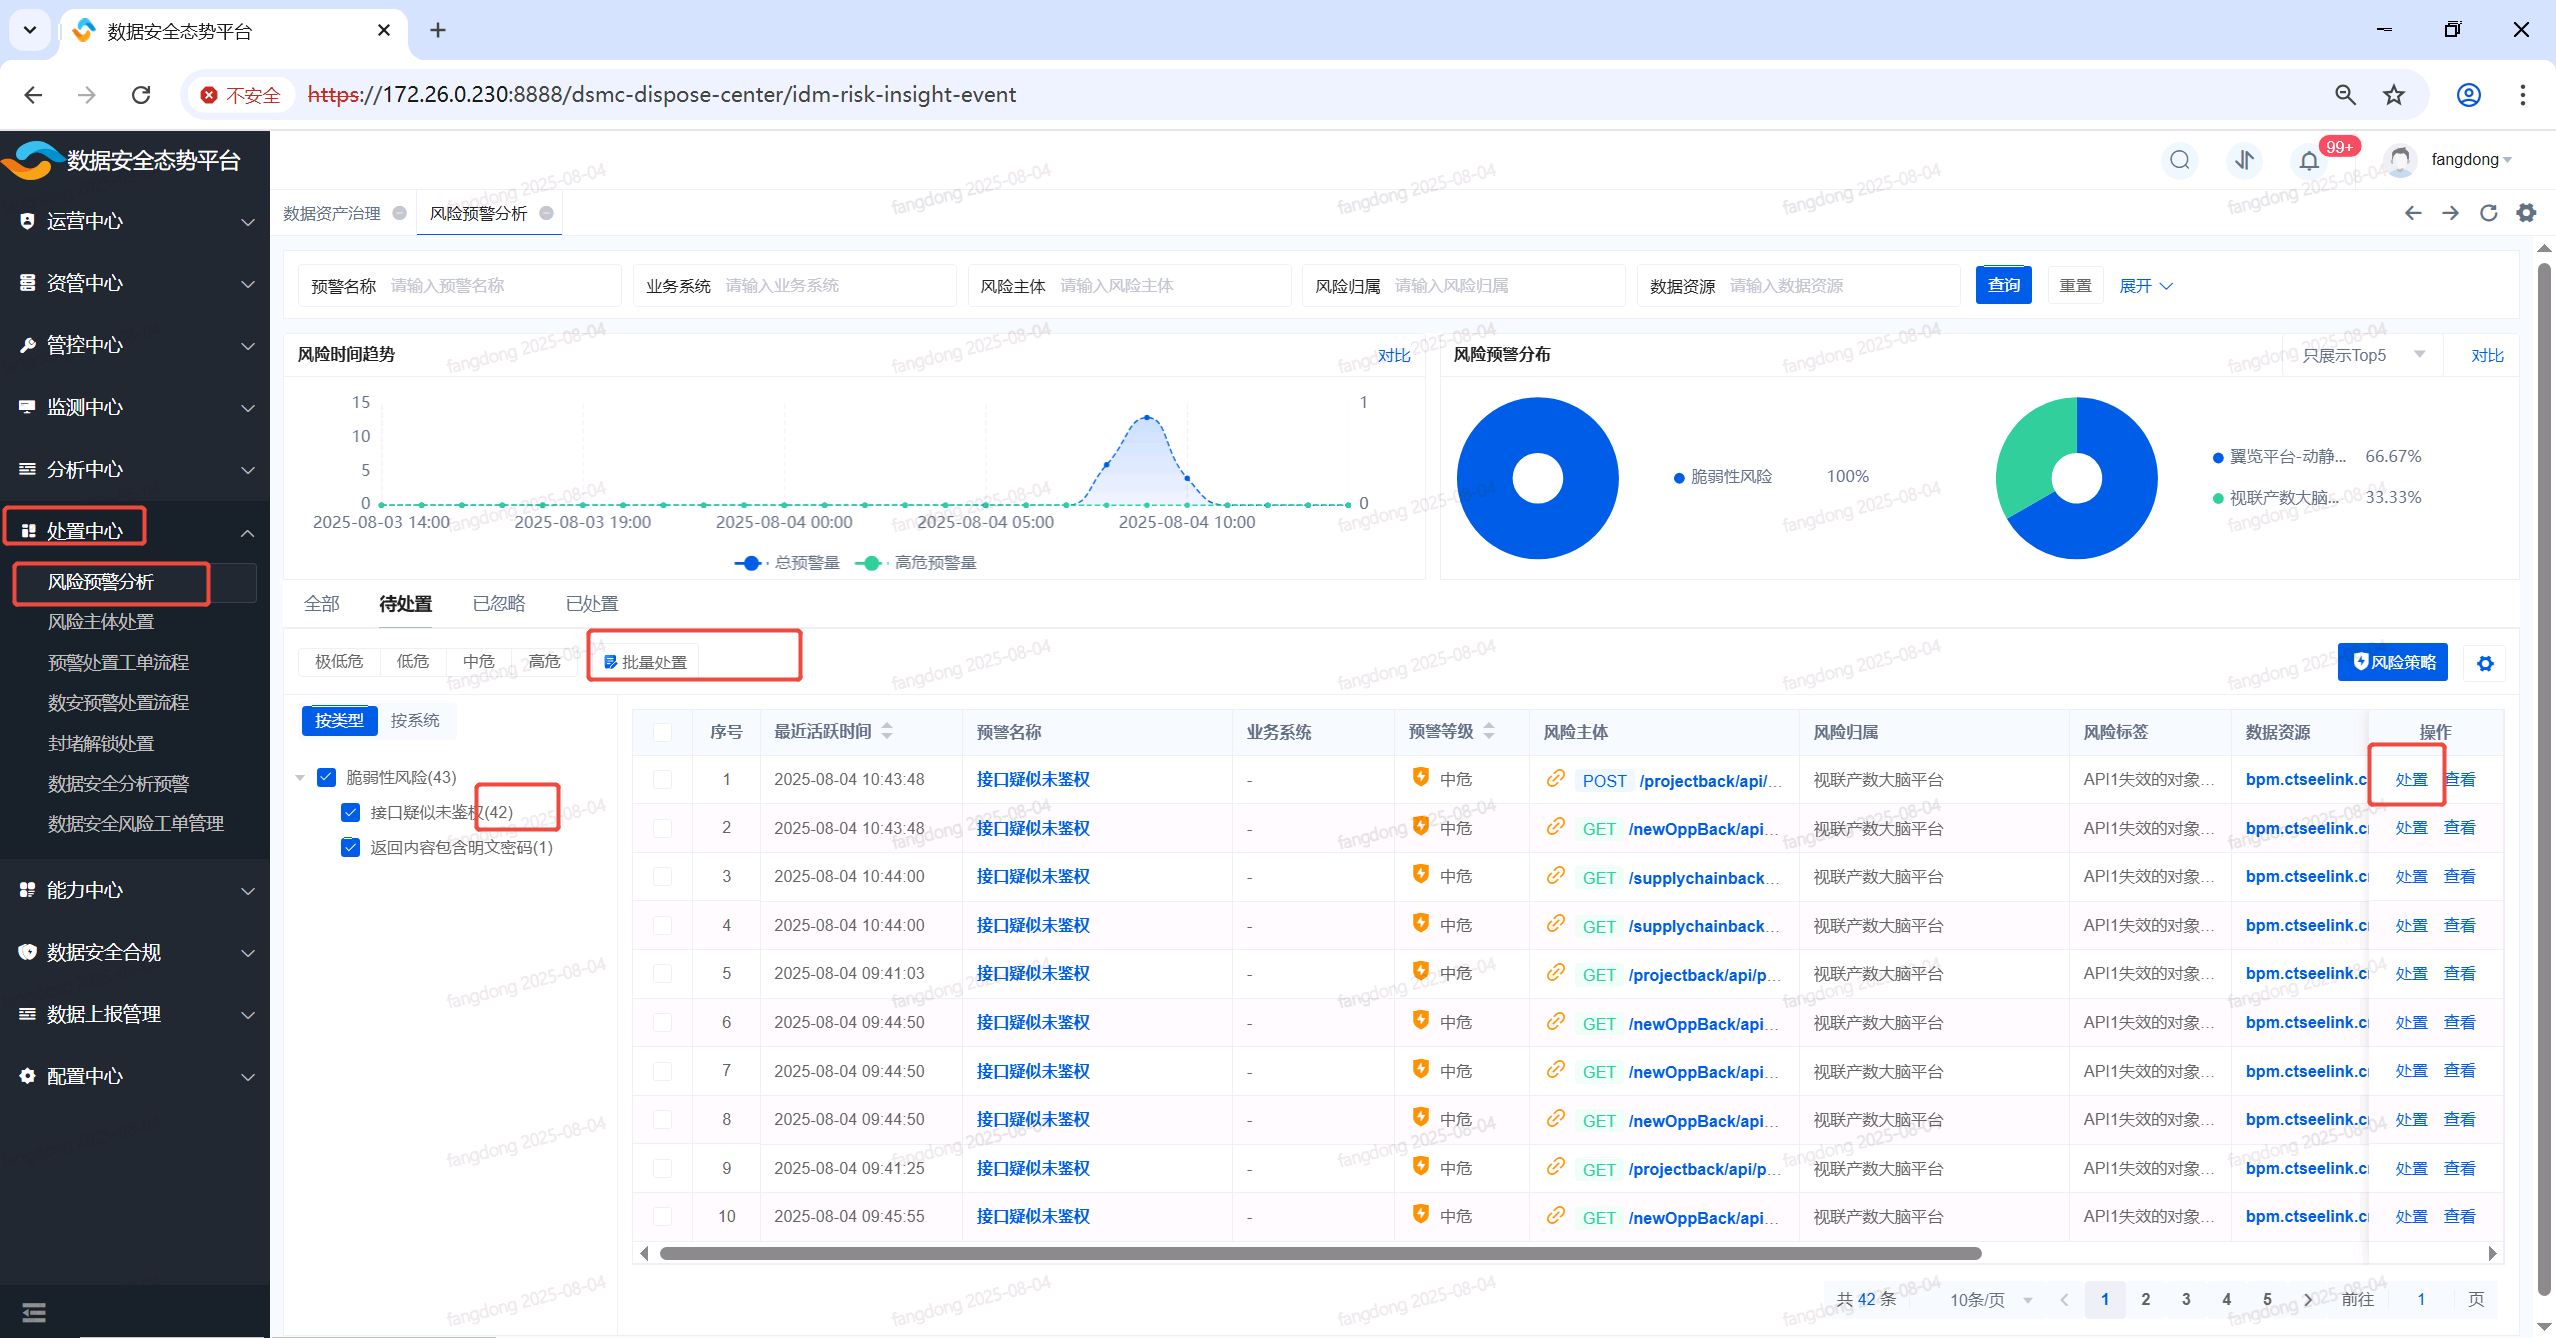 数据安全态势平台
不安全 https://172.26.0.230:8888/dsmc-dispose-center/idm-risk-insight-event
数据安全态势平台
99+
fangdong
运营中心
资管中心
管控中心
监测中心
分析中心
处置中心
风险预警分析
风险主体处置
预警处置工单流程
数安预警处置流程
封堵解锁处置
数据安全分析预警
数据安全风险工单管理
能力中心
数据安全合规
数据上报管理
配置中心
数据资产治理 风险预警分析
预警名称 请输入预警名称 业务系统 请输入业务系统 风险主体 请输入风险主体 风险归属 请输入风险归属 数据资源 请输入数据资源 查询 重置 展开
风险时间趋势 对比
15
10
5
0
1
0
2025-08-03 14:00 2025-08-03 19:00 2025-08-04 00:00 2025-08-04 05:00 2025-08-04 10:00
总预警量 高危预警量
风险预警分布 只展示Top5 对比
脆弱性风险 100%
翼览平台-动静... 66.67%
视联产数大脑... 33.33%
全部 待处置 已忽略 已处置
极低危 低危 中危 高危 批量处置 风险策略
按类型 按系统
脆弱性风险(43)
接口疑似未鉴权(42)
返回内容包含明文密码(1)
序号 最近活跃时间 预警名称 业务系统 预警等级 风险主体 风险归属 风险标签 数据资源 操作
1 2025-08-04 10:43:48 接口疑似未鉴权 - 中危 POST /projectback/api/... 视联产数大脑平台 API1失效的对象... bpm.ctseelink.c 处置 查看
2 2025-08-04 10:43:48 接口疑似未鉴权 - 中危 GET /newOppBack/api... 视联产数大脑平台 API1失效的对象... bpm.ctseelink.c 处置 查看
3 2025-08-04 10:44:00 接口疑似未鉴权 - 中危 GET /supplychainback... 视联产数大脑平台 API1失效的对象... bpm.ctseelink.c 处置 查看
4 2025-08-04 10:44:00 接口疑似未鉴权 - 中危 GET /supplychainback... 视联产数大脑平台 API1失效的对象... bpm.ctseelink.c 处置 查看
5 2025-08-04 09:41:03 接口疑似未鉴权 - 中危 GET /projectback/api/p... 视联产数大脑平台 API1失效的对象... bpm.ctseelink.c 处置 查看
6 2025-08-04 09:44:50 接口疑似未鉴权 - 中危 GET /newOppBack/api... 视联产数大脑平台 API1失效的对象... bpm.ctseelink.c 处置 查看
7 2025-08-04 09:44:50 接口疑似未鉴权 - 中危 GET /newOppBack/api... 视联产数大脑平台 API1失效的对象... bpm.ctseelink.c 处置 查看
8 2025-08-04 09:44:50 接口疑似未鉴权 - 中危 GET /newOppBack/api... 视联产数大脑平台 API1失效的对象... bpm.ctseelink.c 处置 查看
9 2025-08-04 09:41:25 接口疑似未鉴权 - 中危 GET /projectback/api/p... 视联产数大脑平台 API1失效的对象... bpm.ctseelink.c 处置 查看
10 2025-08-04 09:45:55 接口疑似未鉴权 - 中危 GET /newOppBack/api... 视联产数大脑平台 API1失效的对象... bpm.ctseelink.c 处置 查看
共 42 条 10条/页 1 2 3 4 5 前往 1 页
fangdong 2025-08-04